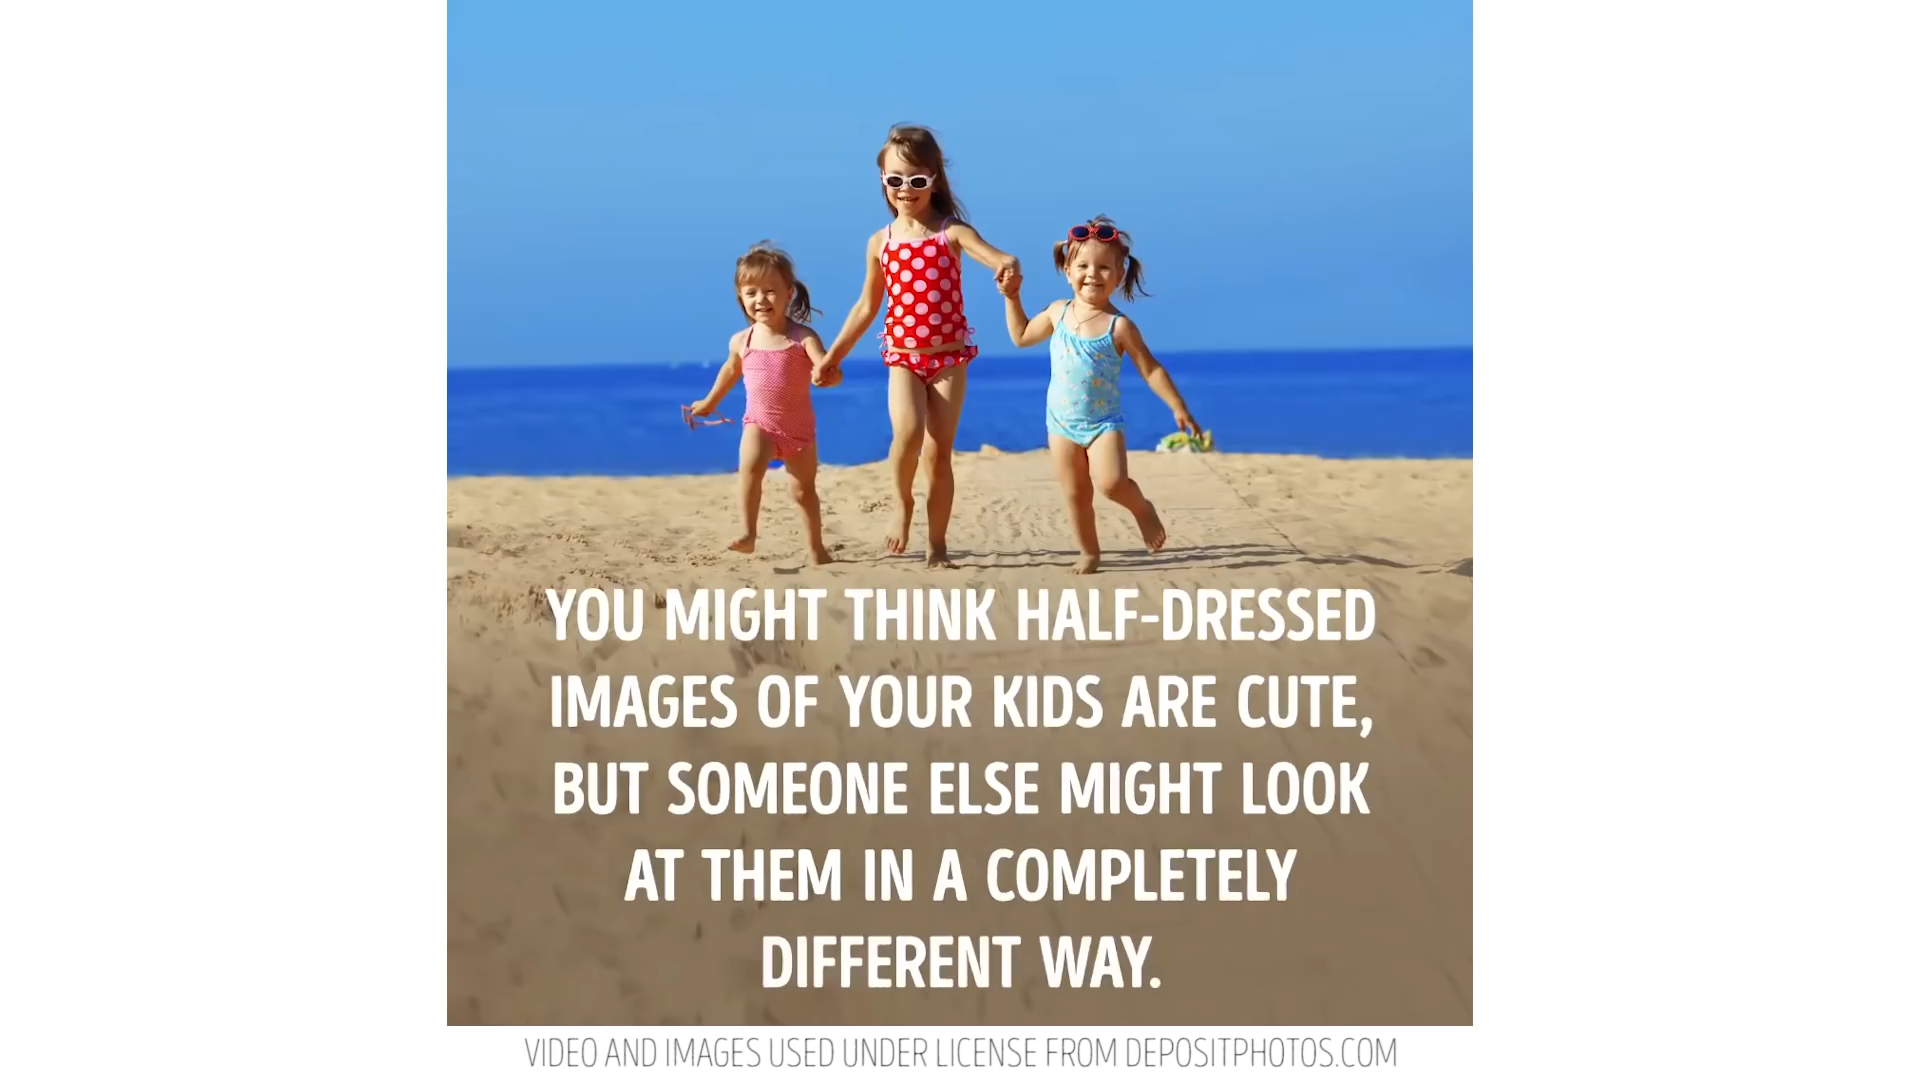 YOU MIGHT THINK HALF-DRESSED
IMAGES OF YOUR KIDS ARE CUTE,
BUT SOMEONE ELSE MIGHT LOOK
AT THEM IN A COMPLETELY
DIFFERENT WAY.
VIDEO AND IMAGES USED UNDER LICENSE FROM DEPOSITPHOTOS.COM